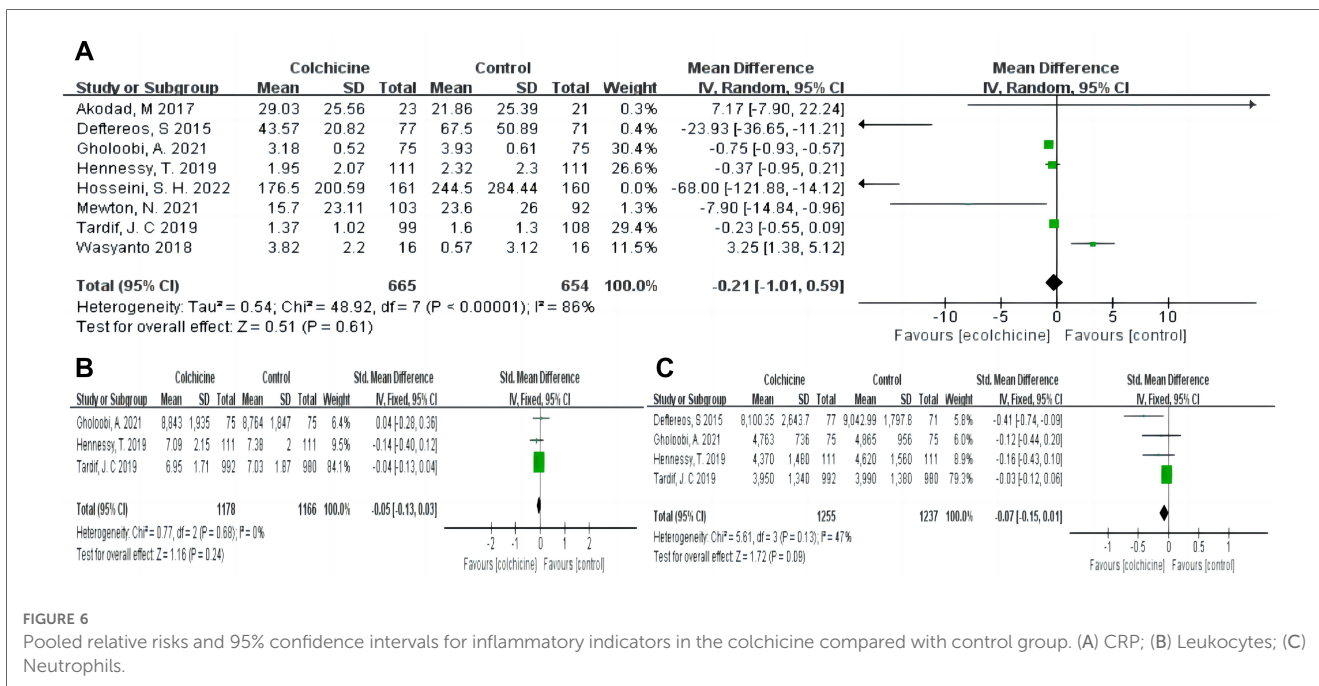 A
Colchicine Control Mean Difference Mean Difference
Study or Subgroup Mean SD Total Mean SD Total Weight IV, Random, 95% CI IV, Random, 95% CI
Akodad, M 2017 29.03 25.56 23 21.86 25.39 21 0.3% 7.17 [-7.90, 22.24]
Deftereos, S 2015 43.57 20.82 77 67.5 50.89 71 0.4% -23.93 [-36.65, -11.21]
Gholoobi, A. 2021 3.18 0.52 75 3.93 0.61 75 30.4% -0.75 [-0.93, -0.57]
Hennessy, T. 2019 1.95 2.07 111 2.32 2.3 111 26.6% -0.37 [-0.95, 0.21]
Hosseini, S. H. 2022 176.5 200.59 161 244.5 284.44 160 0.0% -68.00 [-121.88, -14.12]
Mewton, N. 2021 15.7 23.11 103 23.6 26 92 1.3% -7.90 [-14.84, -0.96]
Tardif, J. C 2019 1.37 1.02 99 1.6 1.3 108 29.4% -0.23 [-0.55, 0.09]
Wasyanto 2018 3.82 2.2 16 0.57 3.12 16 11.5% 3.25 [1.38, 5.12]
Total (95% CI) 665 654 100.0% -0.21 [-1.01, 0.59]
Heterogeneity: Tau² = 0.54; Chi² = 48.92, df = 7 (P < 0.00001); I² = 86%
Test for overall effect: Z = 0.51 (P = 0.61)
-10 -5 0 5 10
Favours [ecolchicine] Favours [control]
B
Colchicine Control Std. Mean Difference Std. Mean Difference
Study or Subgroup Mean SD Total Mean SD Total Weight IV, Fixed, 95% CI IV, Fixed, 95% CI
Gholoobi, A. 2021 8,843 1,935 75 8,764 1,847 75 6.4% 0.04 [-0.28, 0.36]
Hennessy, T. 2019 7.09 2.15 111 7.38 2 111 9.5% -0.14 [-0.40, 0.12]
Tardif, J. C 2019 6.95 1.71 992 7.03 1.87 980 84.1% -0.04 [-0.13, 0.04]
Total (95% CI) 1178 1166 100.0% -0.05 [-0.13, 0.03]
Heterogeneity: Chi² = 0.77, df = 2 (P = 0.68); I² = 0%
Test for overall effect: Z = 1.16 (P = 0.24)
-2 -1 0 1 2
Favours [colchicine] Favours [control]
C
Colchicine Control Std. Mean Difference Std. Mean Difference
Study or Subgroup Mean SD Total Mean SD Total Weight IV, Fixed, 95% CI IV, Fixed, 95% CI
Deftereos, S 2015 8,100.35 2,643.7 77 9,042.99 1,797.8 71 5.8% -0.41 [-0.74, -0.09]
Gholoobi, A. 2021 4,763 736 75 4,865 956 75 6.0% -0.12 [-0.44, 0.20]
Hennessy, T. 2019 4,370 1,480 111 4,620 1,560 111 8.9% -0.16 [-0.43, 0.10]
Tardif, J. C 2019 3,950 1,340 992 3,990 1,380 980 79.3% -0.03 [-0.12, 0.06]
Total (95% CI) 1255 1237 100.0% -0.07 [-0.15, 0.01]
Heterogeneity: Chi² = 5.61, df = 3 (P = 0.13); I² = 47%
Test for overall effect: Z = 1.72 (P = 0.09)
-1 -0.5 0 0.5 1
Favours [colchicine] Favours [control]
FIGURE 6
Pooled relative risks and 95% confidence intervals for inflammatory indicators in the colchicine compared with control group. (A) CRP; (B) Leukocytes; (C)
Neutrophils.